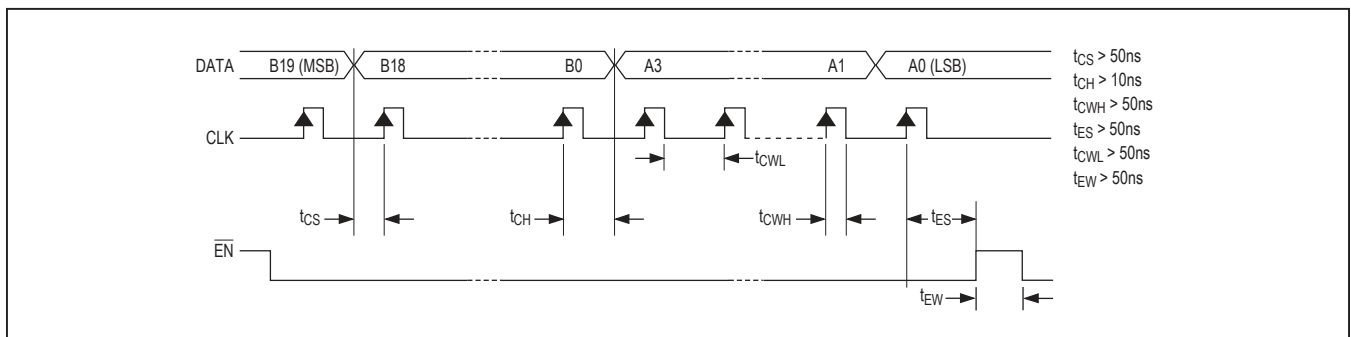 DATA B19 (MSB) B18 B0 A3 A1 A0 (LSB)
CLK
tCWL
tCS tCH tCWH tES
EN
tEW
tCS > 50ns
tCH > 10ns
tCWH > 50ns
tES > 50ns
tCWL > 50ns
tEW > 50ns